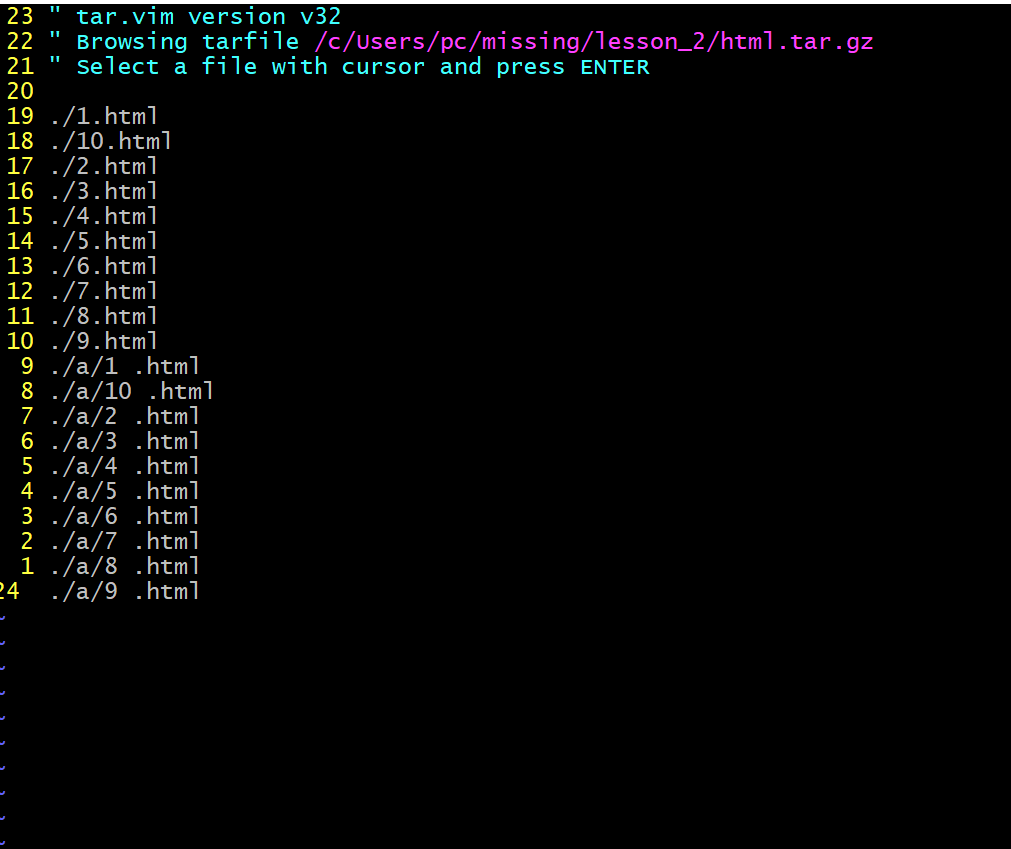 23 " tar.vim version v32
22 " Browsing tarfile /c/Users/pc/missing/lesson_2/html.tar.gz
21 " Select a file with cursor and press ENTER
20
19 ./1.html
18 ./10.html
17 ./2.html
16 ./3.html
15 ./4.html
14 ./5.html
13 ./6.html
12 ./7.html
11 ./8.html
10 ./9.html
9 ./a/1 .html
8 ./a/10 .html
7 ./a/2 .html
6 ./a/3 .html
5 ./a/4 .html
4 ./a/5 .html
3 ./a/6 .html
2 ./a/7 .html
1 ./a/8 .html
24 ./a/9 .html
~
~
~
~
~
~
~
~
~
~